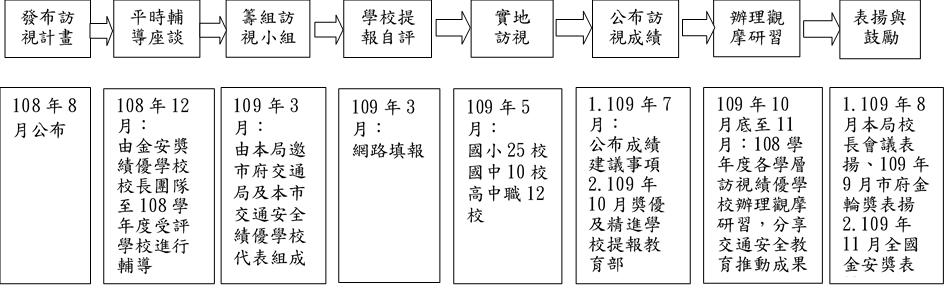 發布訪
視計畫
平時輔
導座談
籌組訪
視小組
學校提
報自評
實地
訪視
公布訪
視成績
辦理觀
摩研習
表揚與
鼓勵
108 年 8
月公布
108 年 12
月：
由金安獎
績優學校
校長團隊
至 108 學
年度受評
學校進行
輔導
109 年 3
月：
由本局邀
市府交通
局及本市
交通安全
績優學校
代表組成
109 年 3
月：
網路填報
109 年 5
月：
國小 25 校
國中 10 校
高中職 12
校
1.109 年 7
月：
公布成績
建議事項
2.109 年
10 月獎優
及精進學
校提報教
育部
109 年 10
月底至 11
月：108 學
年度各學層
訪視績優學
校辦理觀摩
研習，分享
交通安全教
育推動成果
1.109 年 8
月本局校
長會議表
揚、109 年
9 月市府金
輪獎表揚
2.109 年
11 月全國
金安獎表